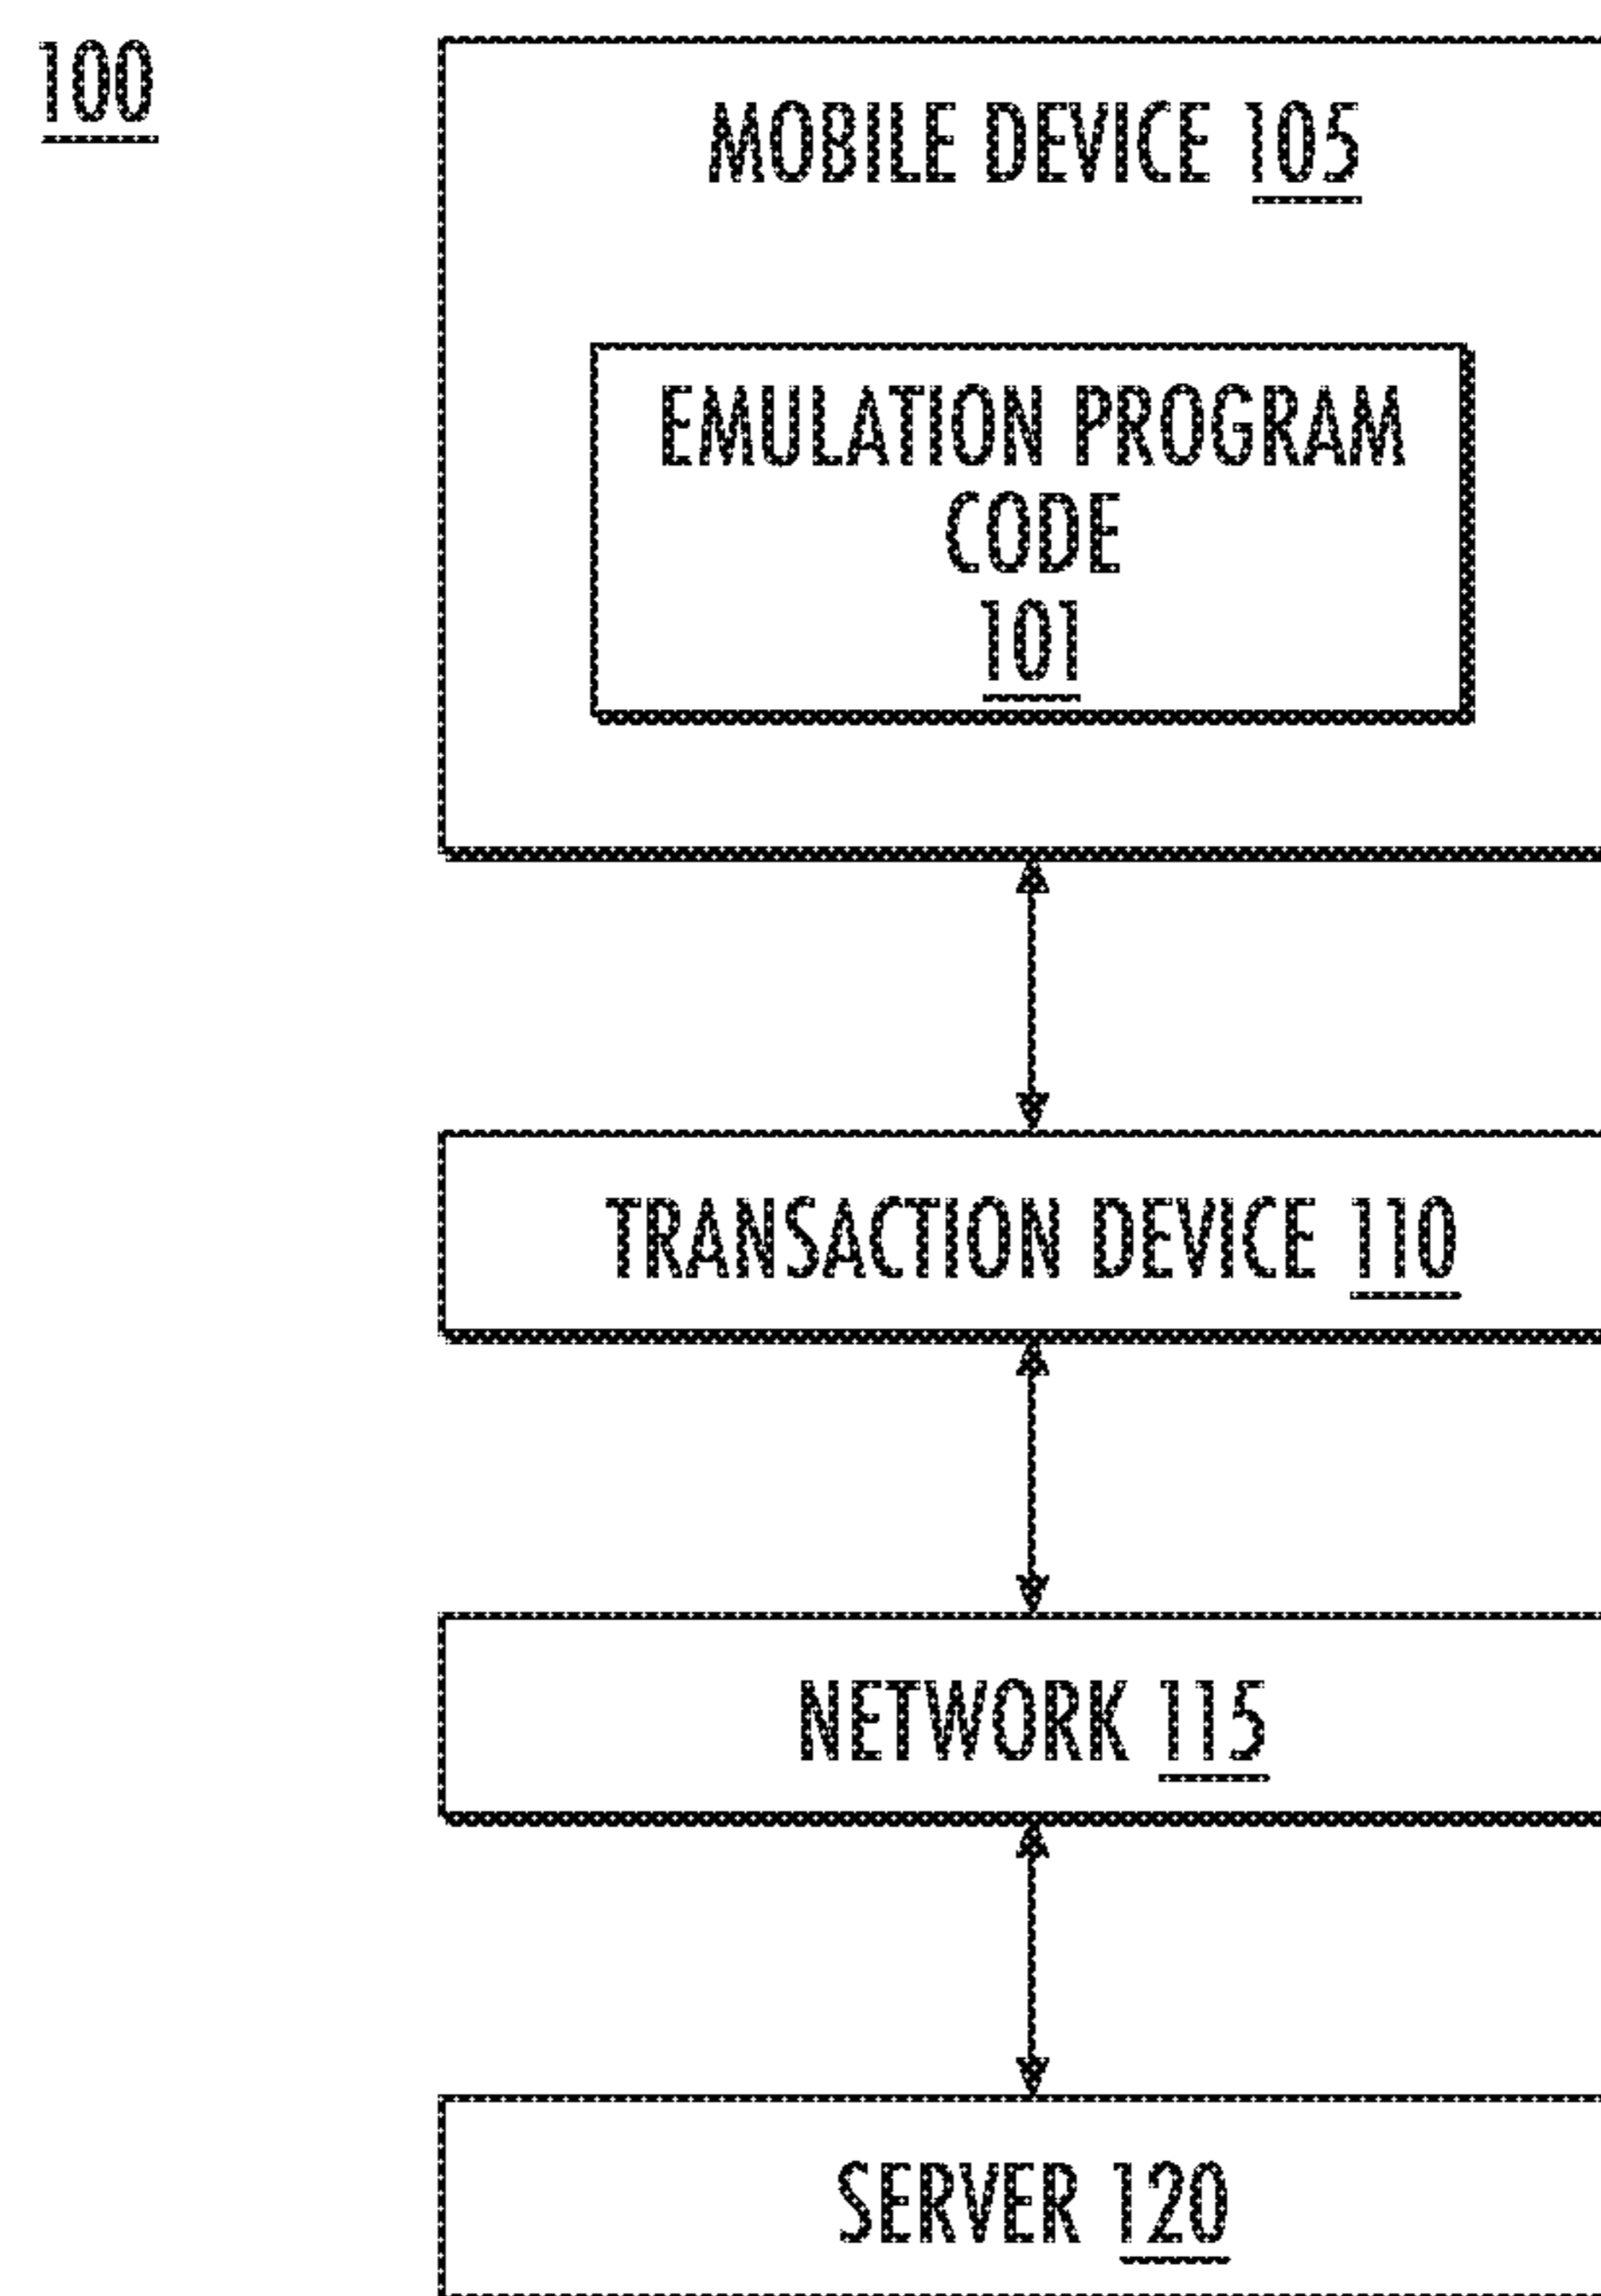 100
MOBILE DEVICE 105
EMULATION PROGRAM
CODE
101
TRANSACTION DEVICE 110
NETWORK 115
SERVER 120